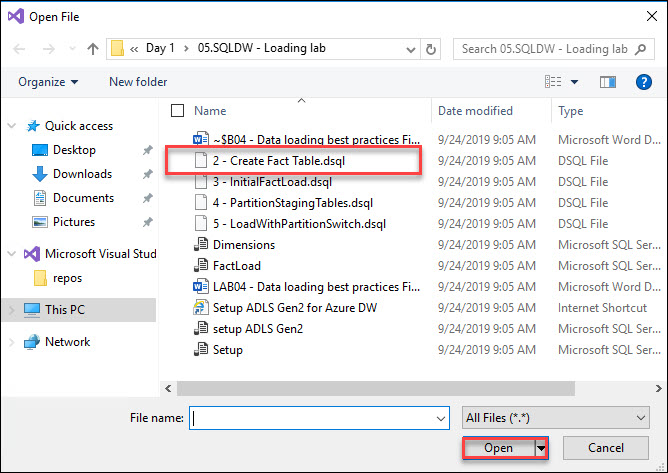 Open File
Day 1 > 05.SQLDW - Loading lab
Search 05.SQLDW - Loading lab
Organize
New folder
Name Date modified Type
Quick access
Desktop
Downloads
Documents
Pictures
Microsoft Visual Stud
repos
This PC
Network
~$B04 - Data loading best practices Fi... 9/24/2019 9:05 AM Microsoft Word D...
2 - Create Fact Table.dsql 9/24/2019 9:05 AM DSQL File
3 - InitialFactLoad.dsql 9/24/2019 9:05 AM DSQL File
4 - PartitionStagingTables.dsql 9/24/2019 9:05 AM DSQL File
5 - LoadWithPartitionSwitch.dsql 9/24/2019 9:05 AM DSQL File
Dimensions 9/24/2019 9:05 AM Microsoft SQL Ser...
FactLoad 9/24/2019 9:05 AM Microsoft SQL Ser...
LAB04 - Data loading best practices Fi... 9/24/2019 9:05 AM Microsoft Word D...
Setup ADLS Gen2 for Azure DW 9/24/2019 9:05 AM Internet Shortcut
setup ADLS Gen2 9/24/2019 9:05 AM Microsoft SQL Ser...
Setup 9/24/2019 9:05 AM Microsoft SQL Ser...
File name:
All Files (*.*)
Open
Cancel